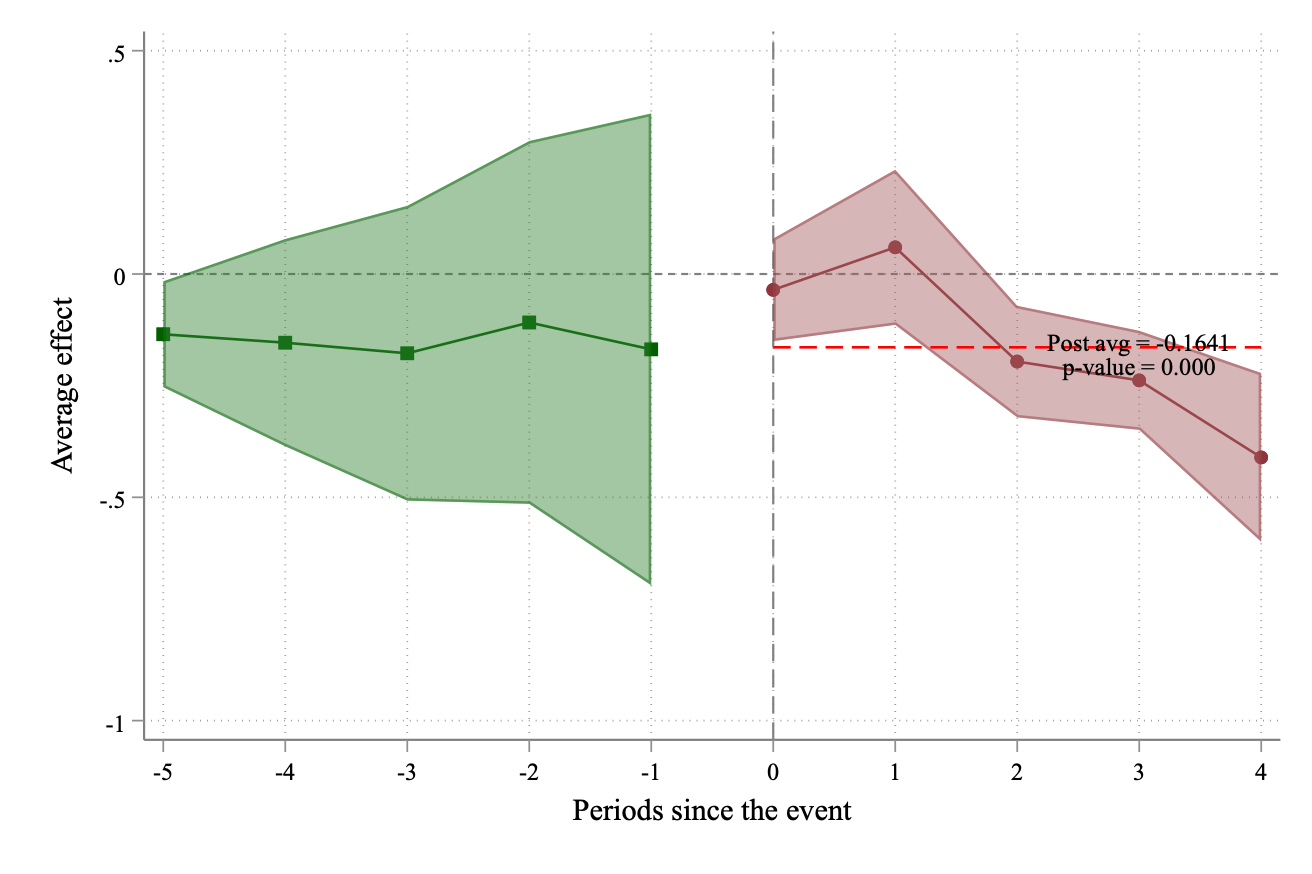 .5
0
-.5
-1
Average effect
Post avg = -0.1641
p-value = 0.000
-5 -4 -3 -2 -1 0 1 2 3 4
Periods since the event